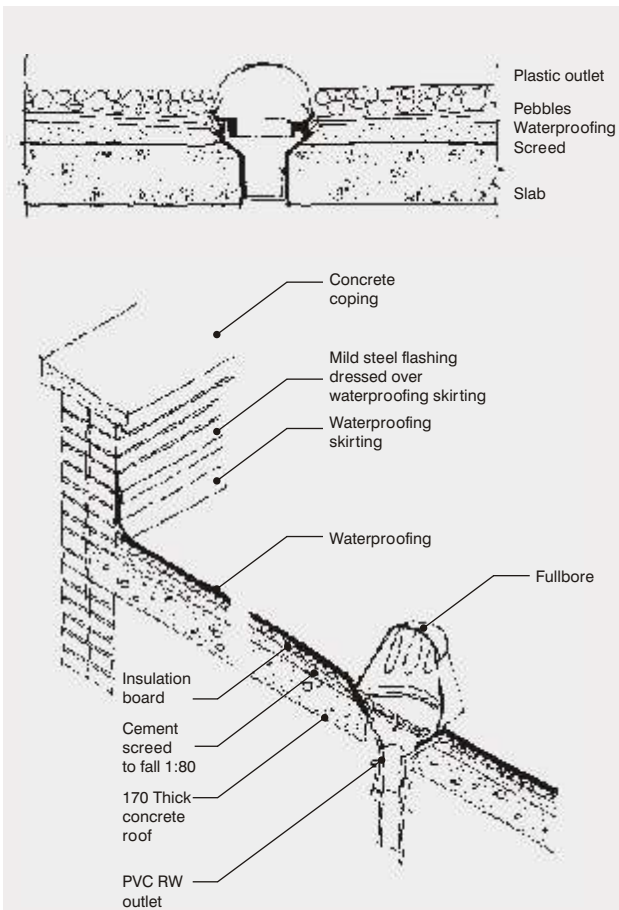 Plastic outlet
Pebbles
Waterproofing
Screed
Slab
Concrete
coping
Mild steel flashing
dressed over
waterproofing skirting
Waterproofing
skirting
Waterproofing
Fullbore
Insulation
board
Cement
screed
to fall 1:80
170 Thick
concrete
roof
PVC RW
outlet